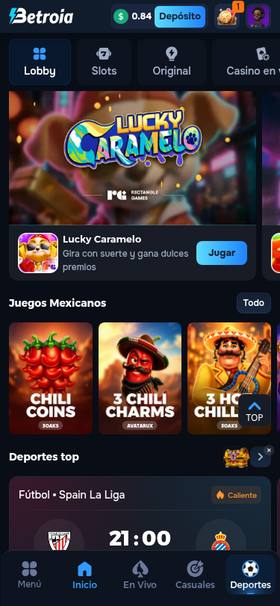 Betroia
$ 0.84 Depósito
1
Lobby
Slots
Original
Casino en
LUCKY
CARAMELO
rG RECTANGLE
GAMES
Lucky Caramelo
Gira con suerte y gana dulces
premios
Jugar
Juegos Mexicanos
Todo
CHILI
COINS
3OAKS
3 CHILI
CHARMS
AVATARUX
3 HO
CHILL
3OAKS
TOP
Deportes top
Fútbol • Spain La Liga
Caliente
21:00
Menú
Inicio
En Vivo
Casuales
Deportes